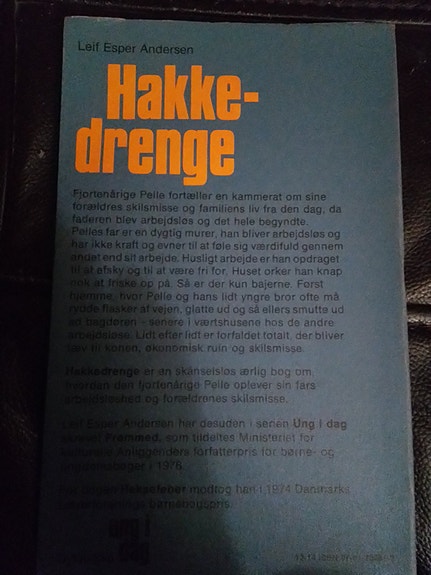 Leif Esper Andersen
Hakke-
drenge
Fjortenårige Pelle fortæller en kammerat om sine
forældres skilsmisse og familiens liv fra den dag, da
faderen blev arbejdsløs og det hele begyndte.
Pelles far er en dygtig murer, han bliver arbejdsløs og
har ikke kraft og evner til at føle sig værdifuld gennem
andet end sit arbejde. Husligt arbejde er han opdraget
til at afsky og til at være fri for. Huset orker han knap
nok at friske op på. Så er der kun bajerne. Først
hjemme, hvor Pelle og hans lidt yngre bror ofte må
rydde flasker af vejen, glatte ud og så ellers smutte ud
ad bagdøren - senere i værtshusene hos de andre
arbejdsløse. Lidt efter lidt er forfaldet totalt, der bliver
tæv til konen, økonomisk ruin og skilsmisse.
Hakkedrenge er en skånselsløs ærlig bog om,
hvordan den fjortenårige Pelle oplever sin fars
arbejdsløshed og forældrenes skilsmisse.
Leif Esper Andersen har desuden i serien Ung i dag
skrevet Fremmed, som tildeltes Ministeriet for
kulturelle Anliggenders forfatterpris for børne- og
ungdomsbøger i 1976.
For bogen Heksefeber modtog han i 1974 Danmarks
børnebogspris.
ung i
dag